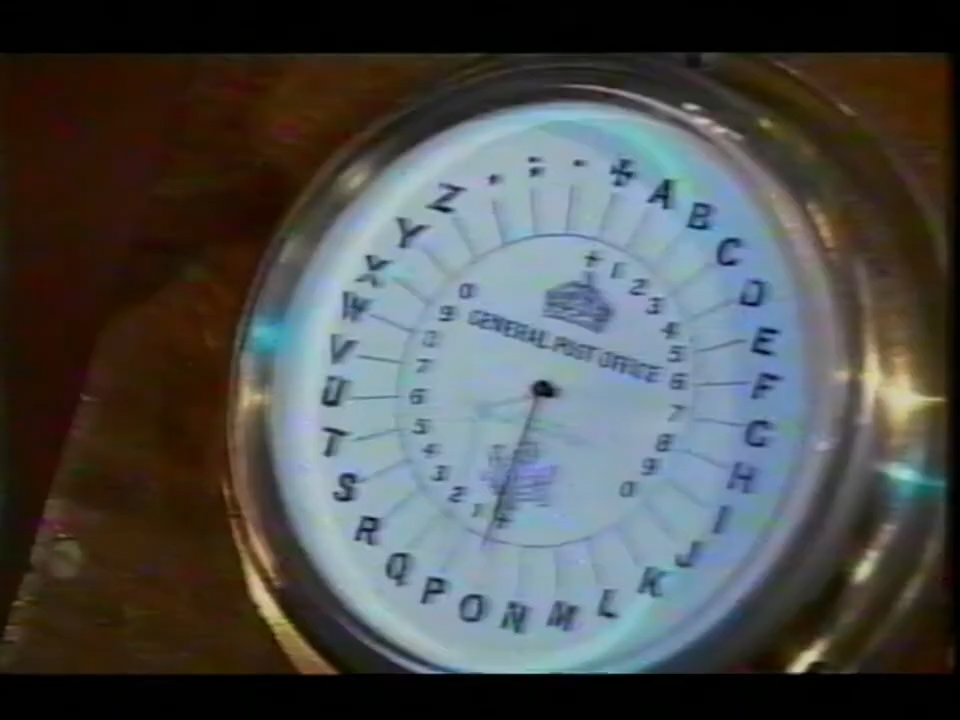 + A B C D E F G H I J K L M N O P Q R S T U V W X Y Z . ; .
+ 1 2 3 4 5 6 7 8 9 0
GENERAL POST OFFICE
+ 1 2 3 4 5 6 7 8 9 0